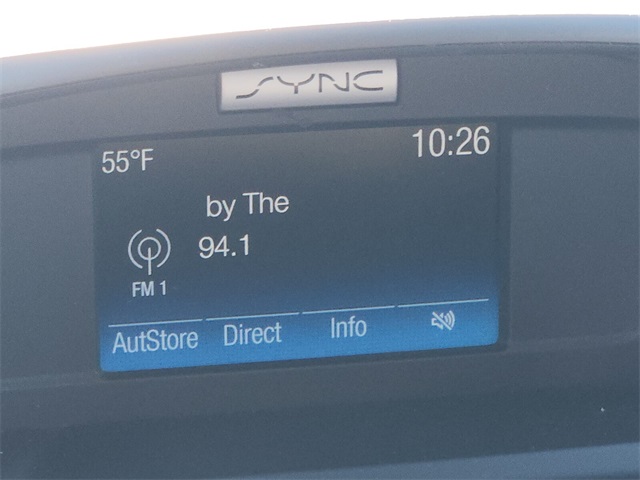 SYNC
55°F 10:26
by The
94.1
FM 1
AutStore Direct Info